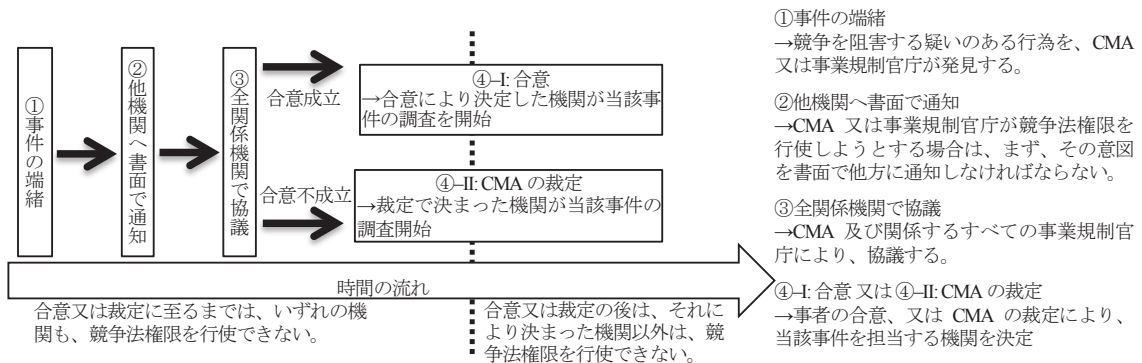 ①事件の端緒
②他機関へ書面で通知
③全関係機関で協議
合意成立
④–I: 合意
→合意により決定した機関が当該事
件の調査を開始
合意不成立
④–II: CMA の裁定
→裁定で決まった機関が当該事件の
調査開始
時間の流れ
合意又は裁定に至るまでは、いずれの機
関も、競争法権限を行使できない。
合意又は裁定の後は、それに
より決まった機関以外は、競
争法権限を行使できない。
①事件の端緒
→競争を阻害する疑いのある行為を、CMA
又は事業規制官庁が発見する。
②他機関へ書面で通知
→CMA 又は事業規制官庁が競争法権限を
行使しようとする場合は、まず、その意図
を書面で他方に通知しなければならない。
③全関係機関で協議
→CMA 及び関係するすべての事業規制官
庁により、協議する。
④–I: 合意 又は ④–II: CMA の裁定
→事者の合意、又は CMA の裁定により、
当該事件を担当する機関を決定